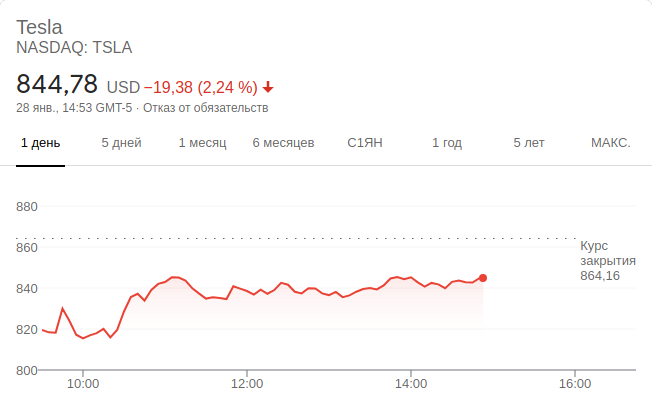 Tesla
NASDAQ: TSLA
844,78 USD −19,38 (2,24 %)
28 янв., 14:53 GMT-5 · Отказ от обязательств
1 день 5 дней 1 месяц 6 месяцев С1ЯН 1 год 5 лет МАКС.
880
860
840
820
800
Курс
закрытия
864,16
10:00 12:00 14:00 16:00